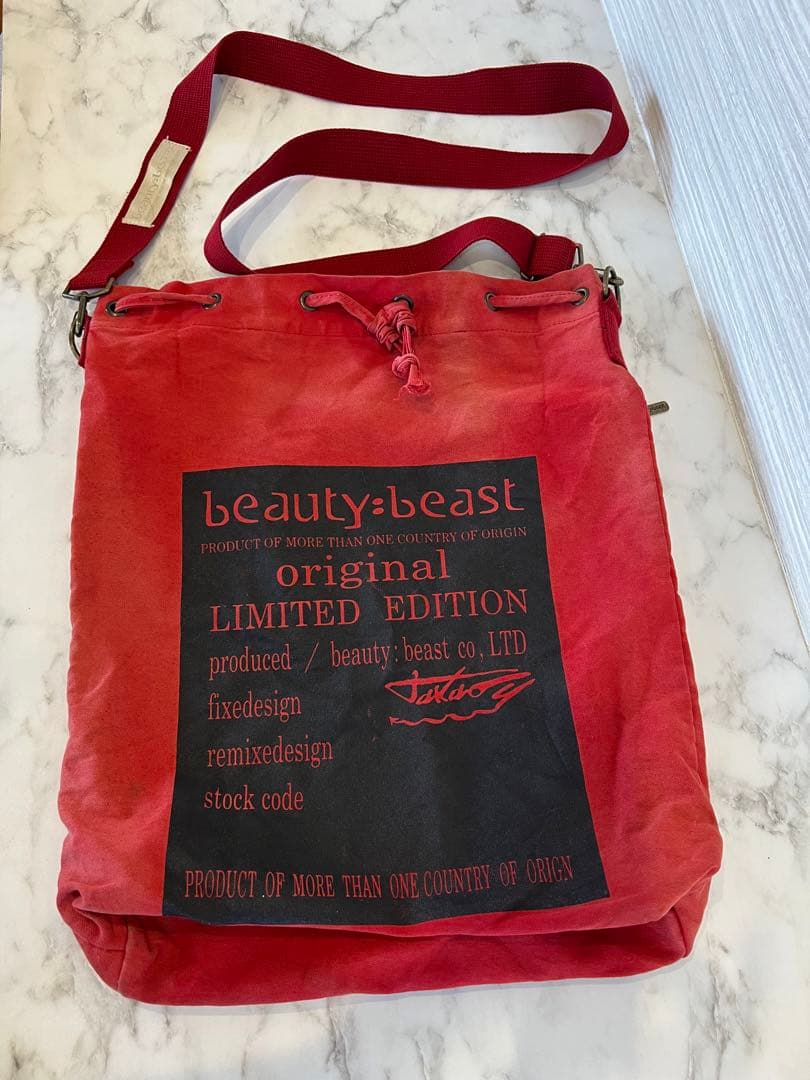 beauty:beast
PRODUCT OF MORE THAN ONE COUNTRY OF ORIGIN
original
LIMITED EDITION
produced / beauty:beast co, LTD
fixedesign
remixedesign
stock code
PRODUCT OF MORE THAN ONE COUNTRY OF ORIGN